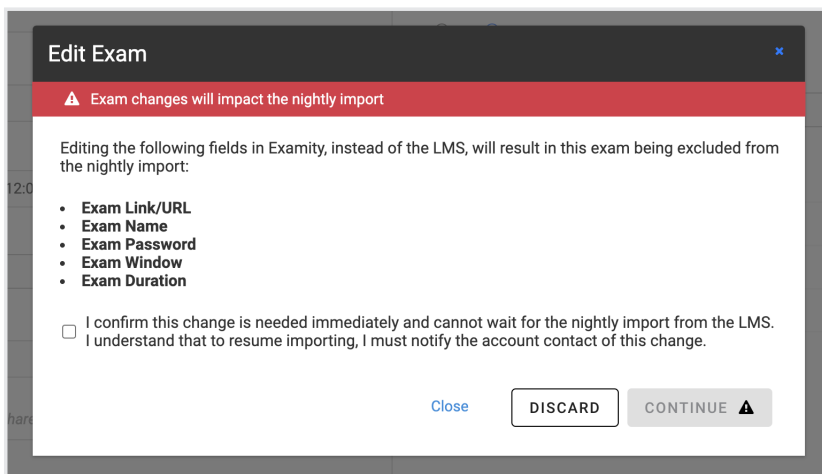 Edit Exam
Exam changes will impact the nightly import
Editing the following fields in Examity, instead of the LMS, will result in this exam being excluded from
the nightly import:
12:0
• Exam Link/URL
• Exam Name
• Exam Password
• Exam Window
• Exam Duration
I confirm this change is needed immediately and cannot wait for the nightly import from the LMS.
I understand that to resume importing, I must notify the account contact of this change.
Close
DISCARD
CONTINUE
hare